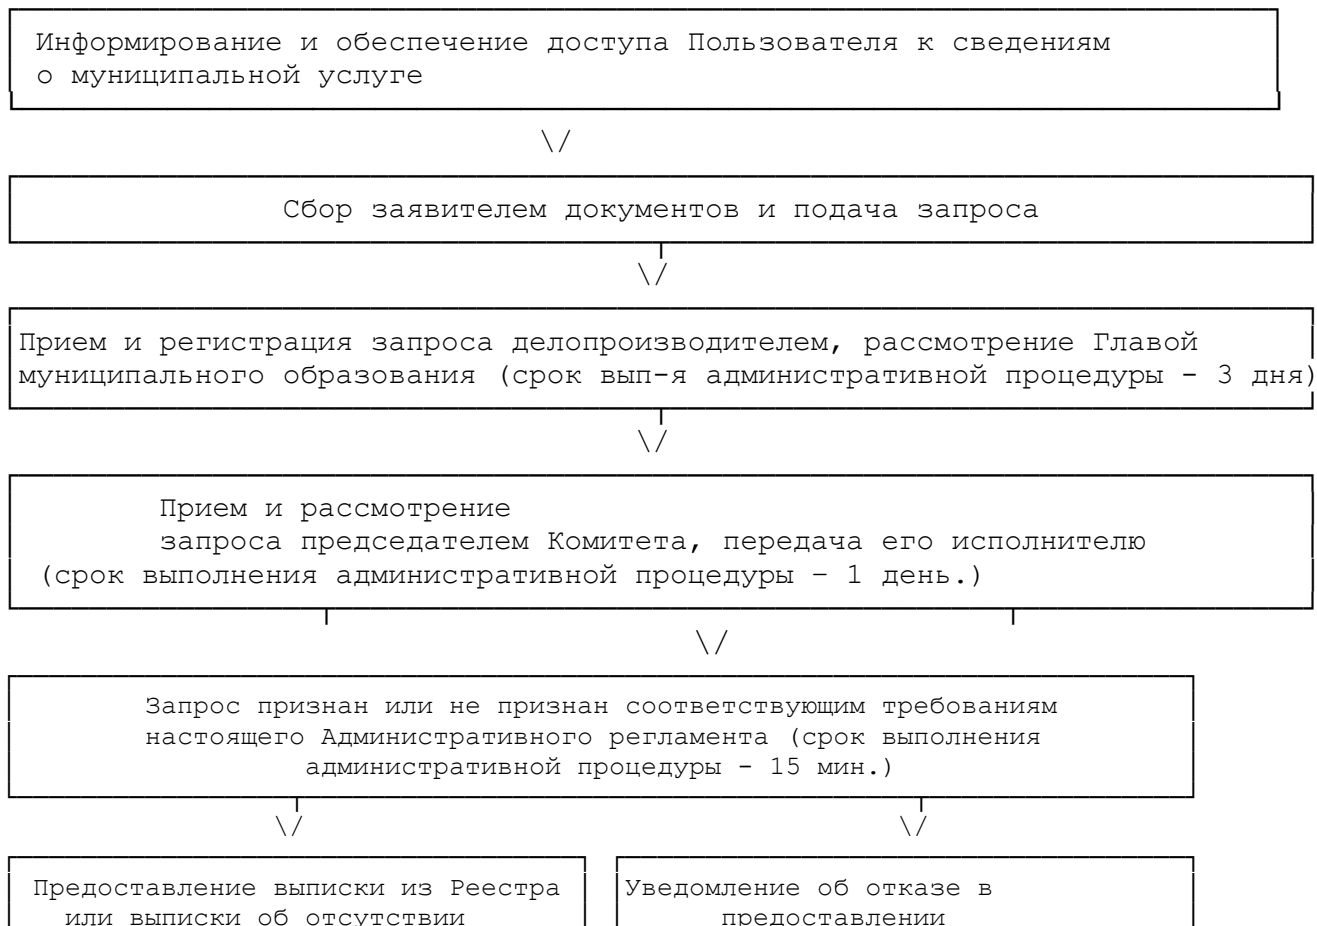 Информирование и обеспечение доступа Пользователя к сведениям
о муниципальной услуге
\/
Сбор заявителем документов и подача запроса
\/
Прием и регистрация запроса делопроизводителем, рассмотрение Главой
муниципального образования (срок вып-я административной процедуры - 3 дня)
\/
Прием и рассмотрение
запроса председателем Комитета, передача его исполнителю
(срок выполнения административной процедуры – 1 день.)
\/
Запрос признан или не признан соответствующим требованиям
настоящего Административного регламента (срок выполнения
административной процедуры - 15 мин.)
\/ \/
Предоставление выписки из Реестра
или выписки об отсутствии
Уведомление об отказе в
предоставлении